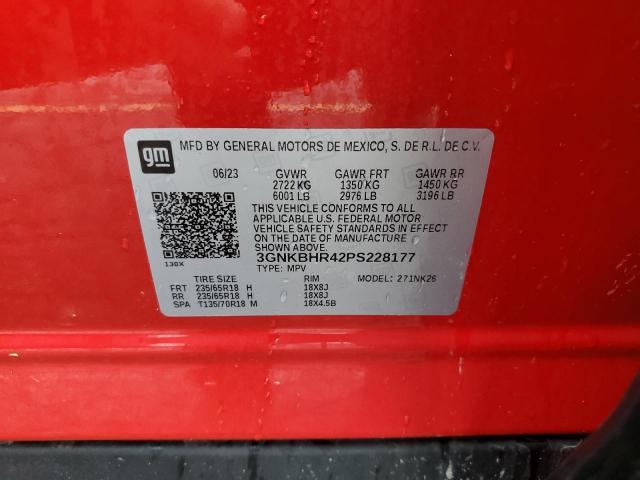 gm MFD BY GENERAL MOTORS DE MEXICO, S. DE R.L. DE C.V.
06/23 GVWR GAWR FRT GAWR RR
2722 KG 1350 KG 1450 KG
6001 LB 2976 LB 3196 LB
THIS VEHICLE CONFORMS TO ALL
APPLICABLE U.S. FEDERAL MOTOR
VEHICLE SAFETY STANDARDS IN EFFECT
ON THE DATE OF MANUFACTURE
SHOWN ABOVE.
3GNKBHR42PS228177
130X TYPE: MPV MODEL: 271NK26
TIRE SIZE RIM
FRT 235/65R18 H 18X8J
RR 235/65R18 H 18X8J
SPA T135/70R18 M 18X4.5B